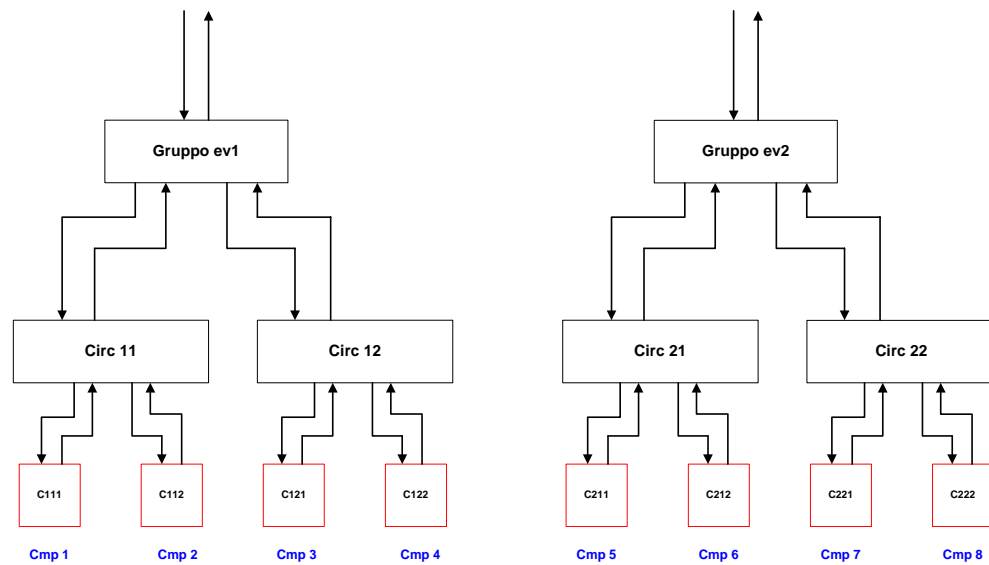 Gruppo ev1
Gruppo ev2
Circ 11
Circ 12
Circ 21
Circ 22
C111
C112
C121
C122
C211
C212
C221
C222
Cmp 1
Cmp 2
Cmp 3
Cmp 4
Cmp 5
Cmp 6
Cmp 7
Cmp 8